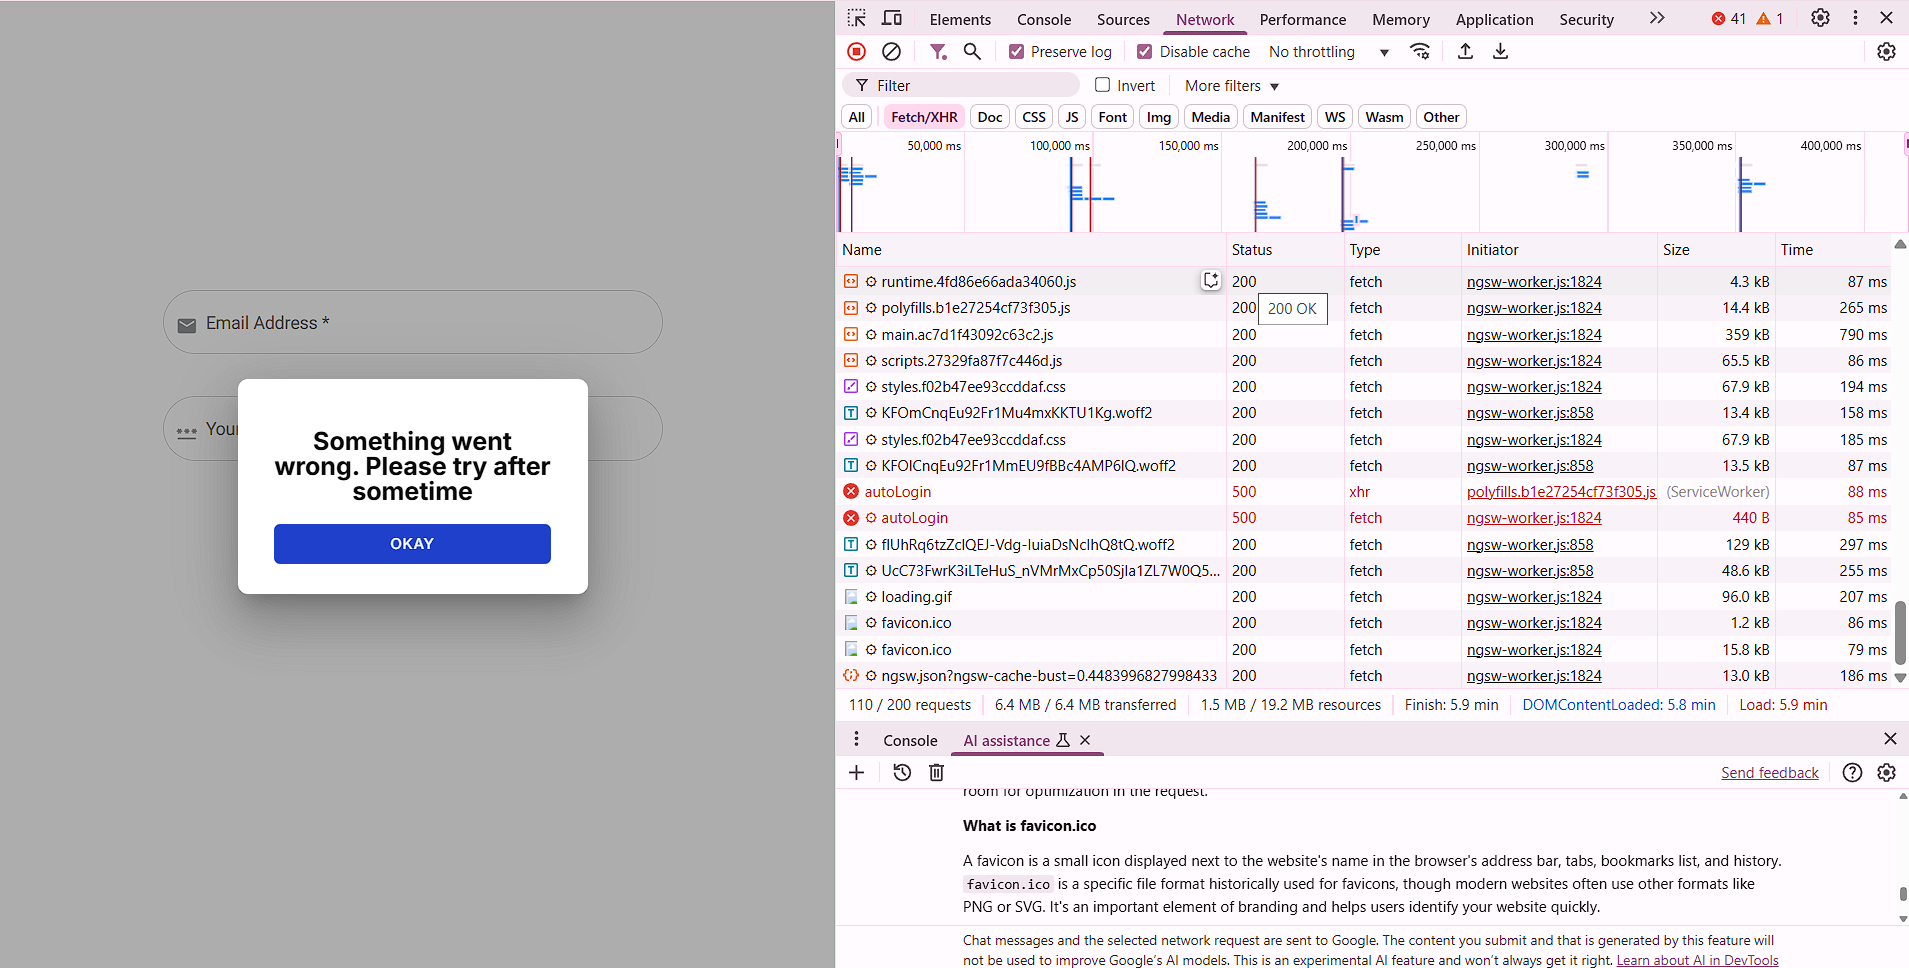 Email Address *
Your
Something went
wrong. Please try after
sometime
OKAY
Elements Console Sources Network Performance Memory Application Security 41 1
Preserve log Disable cache No throttling
Filter Invert More filters
All Fetch/XHR Doc CSS JS Font Img Media Manifest WS Wasm Other
50,000 ms 100,000 ms 150,000 ms 200,000 ms 250,000 ms 300,000 ms 350,000 ms 400,000 ms
Name Status Type Initiator Size Time
runtime.4fd86e66ada34060.js 200 fetch ngsw-worker.js:1824 4.3 kB 87 ms
polyfills.b1e27254cf73f305.js 200 fetch ngsw-worker.js:1824 14.4 kB 265 ms
200 OK
main.ac7d1f43092c63c2.js 200 fetch ngsw-worker.js:1824 359 kB 790 ms
scripts.27329fa87f7c446d.js 200 fetch ngsw-worker.js:1824 65.5 kB 86 ms
styles.f02b47ee93ccddaf.css 200 fetch ngsw-worker.js:1824 67.9 kB 194 ms
KFOmCnqEu92Fr1Mu4mxKKTU1Kg.woff2 200 fetch ngsw-worker.js:858 13.4 kB 158 ms
styles.f02b47ee93ccddaf.css 200 fetch ngsw-worker.js:1824 67.9 kB 185 ms
KFOlCnqEu92Fr1MmEU9fBBc4AMP6lQ.woff2 200 fetch ngsw-worker.js:858 13.5 kB 87 ms
autoLogin 500 xhr polyfills.b1e27254cf73f305.js (ServiceWorker) 88 ms
autoLogin 500 fetch ngsw-worker.js:1824 440 B 85 ms
flUhRq6tzZclQEJ-Vdg-IuiaDsNclhQ8tQ.woff2 200 fetch ngsw-worker.js:858 129 kB 297 ms
UcC73FwrK3iLTeHuS_nVMrMxCp50SjIa1ZL7W0Q5... 200 fetch ngsw-worker.js:858 48.6 kB 255 ms
loading.gif 200 fetch ngsw-worker.js:1824 96.0 kB 207 ms
favicon.ico 200 fetch ngsw-worker.js:1824 1.2 kB 86 ms
favicon.ico 200 fetch ngsw-worker.js:1824 15.8 kB 79 ms
ngsw.json?ngsw-cache-bust=0.4483996827998433 200 fetch ngsw-worker.js:1824 13.0 kB 186 ms
110 / 200 requests 6.4 MB / 6.4 MB transferred 1.5 MB / 19.2 MB resources Finish: 5.9 min DOMContentLoaded: 5.8 min Load: 5.9 min
Console AI assistance
Send feedback
room for optimization in the request.
What is favicon.ico
A favicon is a small icon displayed next to the website's name in the browser's address bar, tabs, bookmarks list, and history.
favicon.ico is a specific file format historically used for favicons, though modern websites often use other formats like
PNG or SVG. It's an important element of branding and helps users identify your website quickly.
Chat messages and the selected network request are sent to Google. The content you submit and that is generated by this feature will
not be used to improve Google's AI models. This is an experimental AI feature and won't always get it right. Learn about AI in DevTools